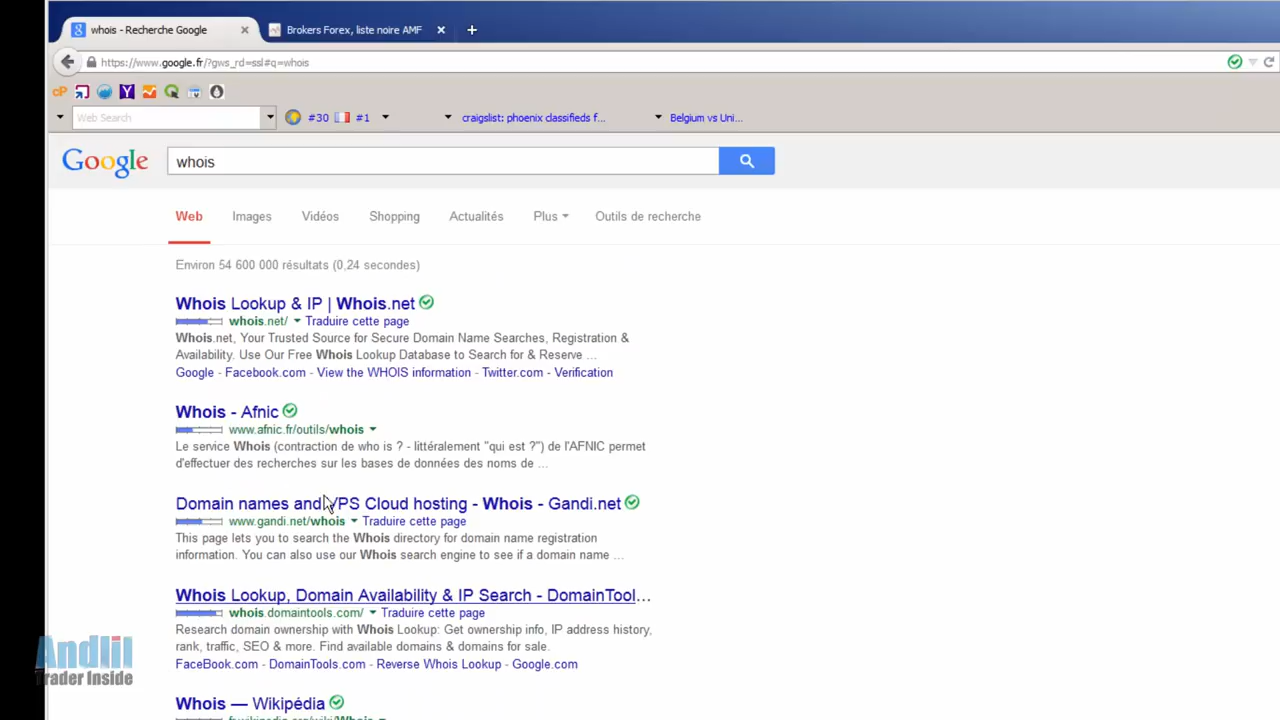 whois - Recherche Google
Brokers Forex, liste noire AMF
https://www.google.fr/?gws_rd=ssl#q=whois
cP
Web Search
#30
#1
craigslist: phoenix classifieds f...
Belgium vs Uni...
Google
whois
Web Images Vidéos Shopping Actualités Plus Outils de recherche
Environ 54 600 000 résultats (0,24 secondes)
Whois Lookup & IP | Whois.net
whois.net/ Traduire cette page
Whois.net, Your Trusted Source for Secure Domain Name Searches, Registration &
Availability. Use Our Free Whois Lookup Database to Search for & Reserve ...
Google - Facebook.com - View the WHOIS information - Twitter.com - Verification
Whois - Afnic
www.afnic.fr/outils/whois
Le service Whois (contraction de who is ? - littéralement "qui est ?") de l'AFNIC permet
d'effectuer des recherches sur les bases de données des noms de ...
Domain names and VPS Cloud hosting - Whois - Gandi.net
www.gandi.net/whois Traduire cette page
This page lets you to search the Whois directory for domain name registration
information. You can also use our Whois search engine to see if a domain name ...
Whois Lookup, Domain Availability & IP Search - DomainTool...
whois.domaintools.com/ Traduire cette page
Research domain ownership with Whois Lookup: Get ownership info, IP address history,
rank, traffic, SEO & more. Find available domains & domains for sale.
FaceBook.com - DomainTools.com - Reverse Whois Lookup - Google.com
Whois — Wikipédia
Andlil
Trader Inside